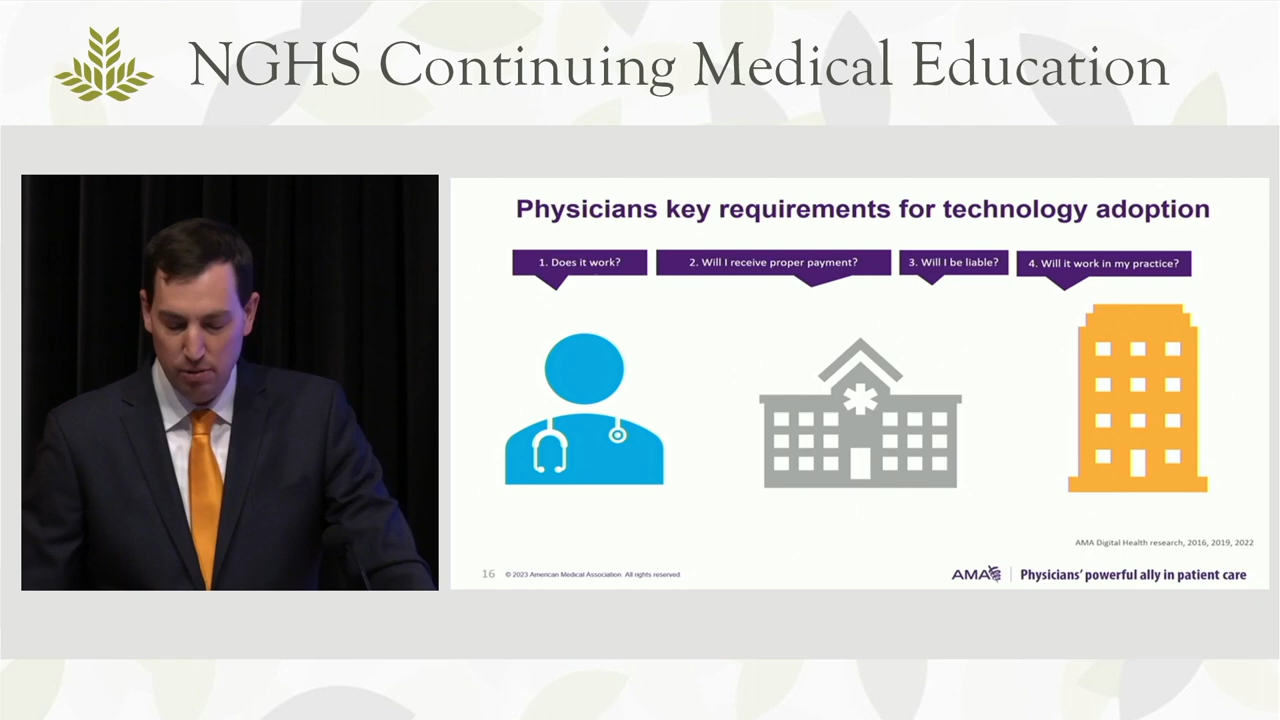 NGHS Continuing Medical Education
Physicians key requirements for technology adoption
1. Does it work?
2. Will I receive proper payment?
3. Will I be liable?
4. Will it work in my practice?
AMA Digital Health research, 2016, 2019, 2022
16 © 2023 American Medical Association. All rights reserved.
AMA Physicians' powerful ally in patient care